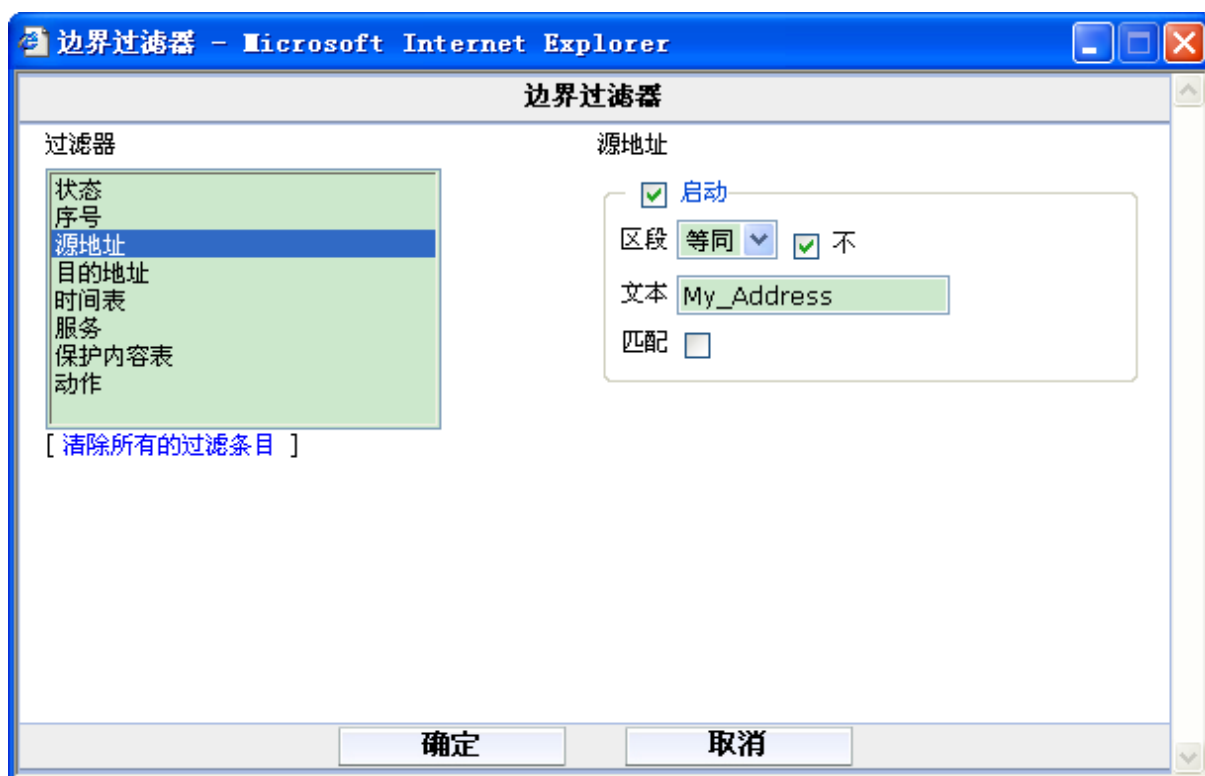 边界过滤器 - Microsoft Internet Explorer
边界过滤器
过滤器
状态
序号
源地址
目的地址
时间表
服务
保护内容表
动作
[ 清除所有的过滤条目 ]
源地址
启动
区段 等同 不
文本 My_Address
匹配
确定 取消